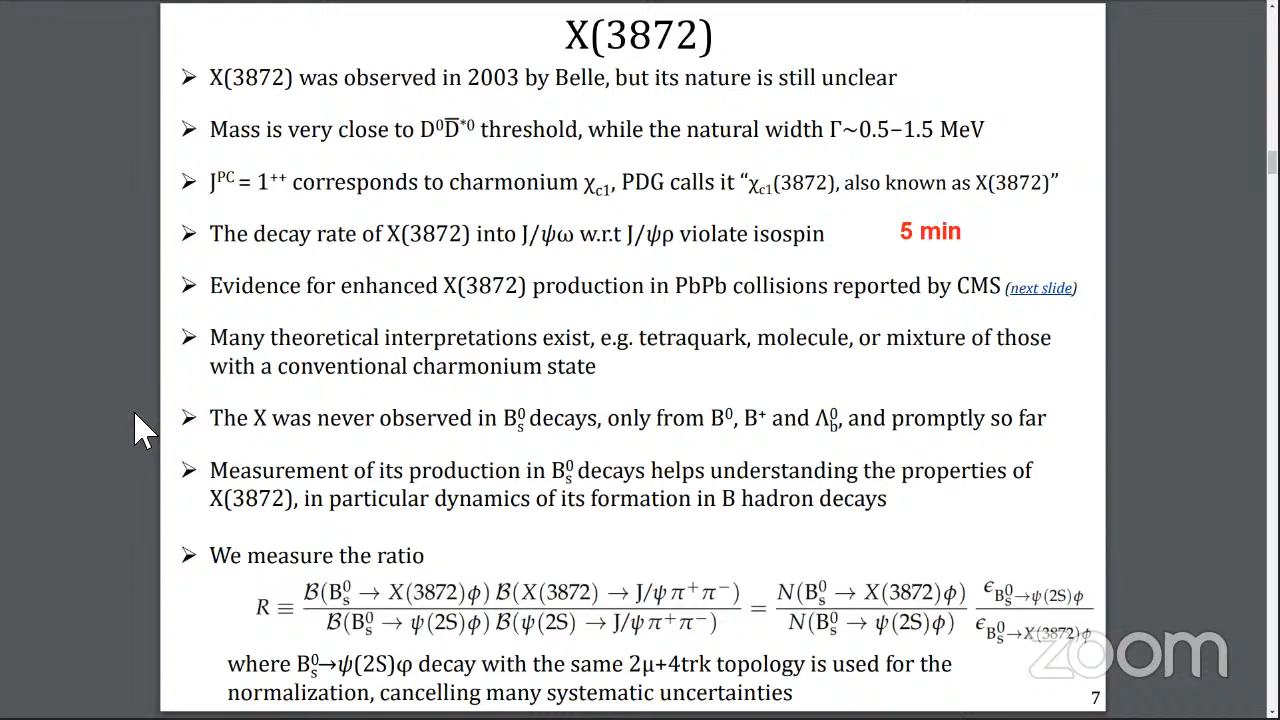 X(3872)
➢ X(3872) was observed in 2003 by Belle, but its nature is still unclear
➢ Mass is very close to D⁰D̅*⁰ threshold, while the natural width Γ~0.5−1.5 MeV
➢ Jᴾᶜ = 1⁺⁺ corresponds to charmonium χc1, PDG calls it “χc1(3872), also known as X(3872)”
➢ The decay rate of X(3872) into J/ψω w.r.t J/ψρ violate isospin
5 min
➢ Evidence for enhanced X(3872) production in PbPb collisions reported by CMS (next slide)
➢ Many theoretical interpretations exist, e.g. tetraquark, molecule, or mixture of those
with a conventional charmonium state
➢ The X was never observed in B⁰s decays, only from B⁰, B⁺ and Λ⁰b, and promptly so far
➢ Measurement of its production in B⁰s decays helps understanding the properties of
X(3872), in particular dynamics of its formation in B hadron decays
➢ We measure the ratio
R ≡ ℬ(B⁰s → X(3872)ϕ) ℬ(X(3872) → J/ψ π⁺π⁻) / ℬ(B⁰s → ψ(2S)ϕ) ℬ(ψ(2S) → J/ψ π⁺π⁻) = N(B⁰s → X(3872)ϕ) / N(B⁰s → ψ(2S)ϕ) ϵB⁰s→ψ(2S)ϕ / ϵB⁰s→X(3872)ϕ
where B⁰s→ψ(2S)φ decay with the same 2μ+4trk topology is used for the
normalization, cancelling many systematic uncertainties
zoom
7